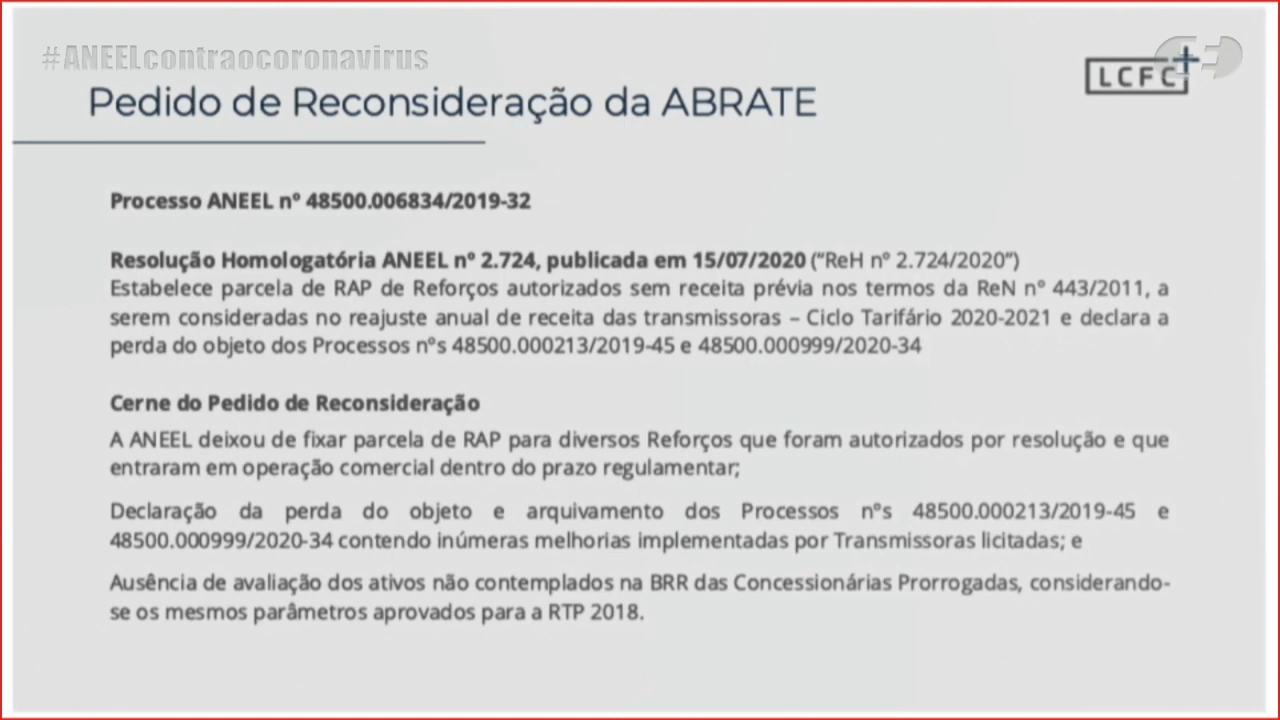 #ANEELcontraocoronavirus
LCFC
Pedido de Reconsideração da ABRATE
Processo ANEEL nº 48500.006834/2019-32
Resolução Homologatória ANEEL nº 2.724, publicada em 15/07/2020 (“ReH nº 2.724/2020”)
Estabelece parcela de RAP de Reforços autorizados sem receita prévia nos termos da ReN nº 443/2011, a
serem consideradas no reajuste anual de receita das transmissoras – Ciclo Tarifário 2020-2021 e declara a
perda do objeto dos Processos nºs 48500.000213/2019-45 e 48500.000999/2020-34
Cerne do Pedido de Reconsideração
A ANEEL deixou de fixar parcela de RAP para diversos Reforços que foram autorizados por resolução e que
entraram em operação comercial dentro do prazo regulamentar;
Declaração da perda do objeto e arquivamento dos Processos nºs 48500.000213/2019-45 e
48500.000999/2020-34 contendo inúmeras melhorias implementadas por Transmissoras licitadas; e
Ausência de avaliação dos ativos não contemplados na BRR das Concessionárias Prorrogadas, considerando-
se os mesmos parâmetros aprovados para a RTP 2018.